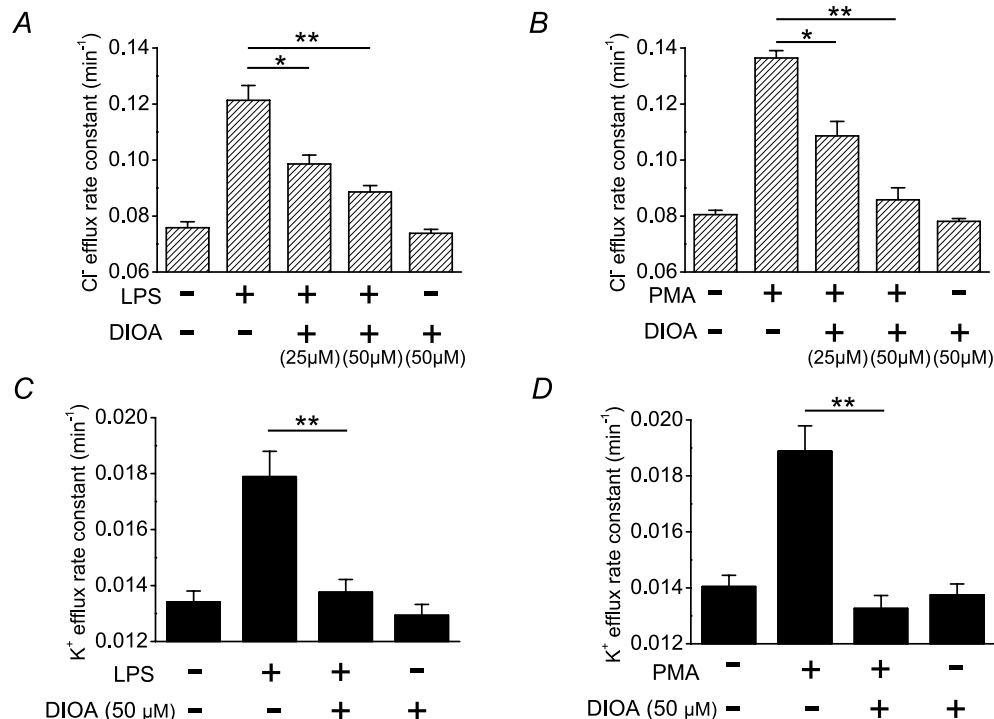 A
Cl⁻ efflux rate constant (min⁻¹)
0.14
0.12
0.10
0.08
0.06
**
*
LPS - + + + -
DIOA - - + + +
(25μM) (50μM) (50μM)
B
Cl⁻ efflux rate constant (min⁻¹)
0.14
0.12
0.10
0.08
0.06
**
*
PMA - + + + -
DIOA - - + + +
(25μM) (50μM) (50μM)
C
K⁺ efflux rate constant (min⁻¹)
0.020
0.018
0.016
0.014
0.012
**
LPS - + + -
DIOA (50 μM) - - + +
D
K⁺ efflux rate constant (min⁻¹)
0.020
0.018
0.016
0.014
0.012
**
PMA - + + -
DIOA (50 μM) - - + +